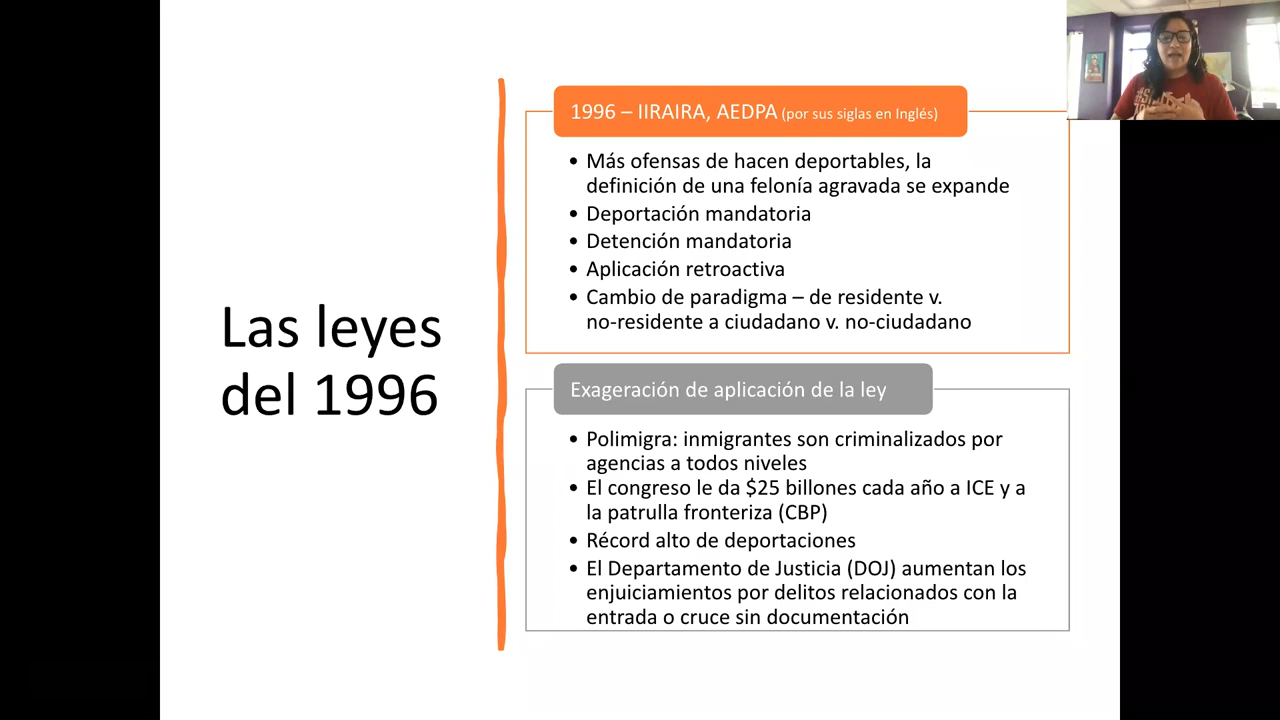 Las leyes
del 1996
1996 – IIRAIRA, AEDPA (por sus siglas en Inglés)
• Más ofensas de hacen deportables, la
definición de una felonía agravada se expande
• Deportación mandatoria
• Detención mandatoria
• Aplicación retroactiva
• Cambio de paradigma – de residente v.
no-residente a ciudadano v. no-ciudadano
Exageración de aplicación de la ley
• Polimigra: inmigrantes son criminalizados por
agencias a todos niveles
• El congreso le da $25 billones cada año a ICE y a
la patrulla fronteriza (CBP)
• Récord alto de deportaciones
• El Departamento de Justicia (DOJ) aumentan los
enjuiciamientos por delitos relacionados con la
entrada o cruce sin documentación